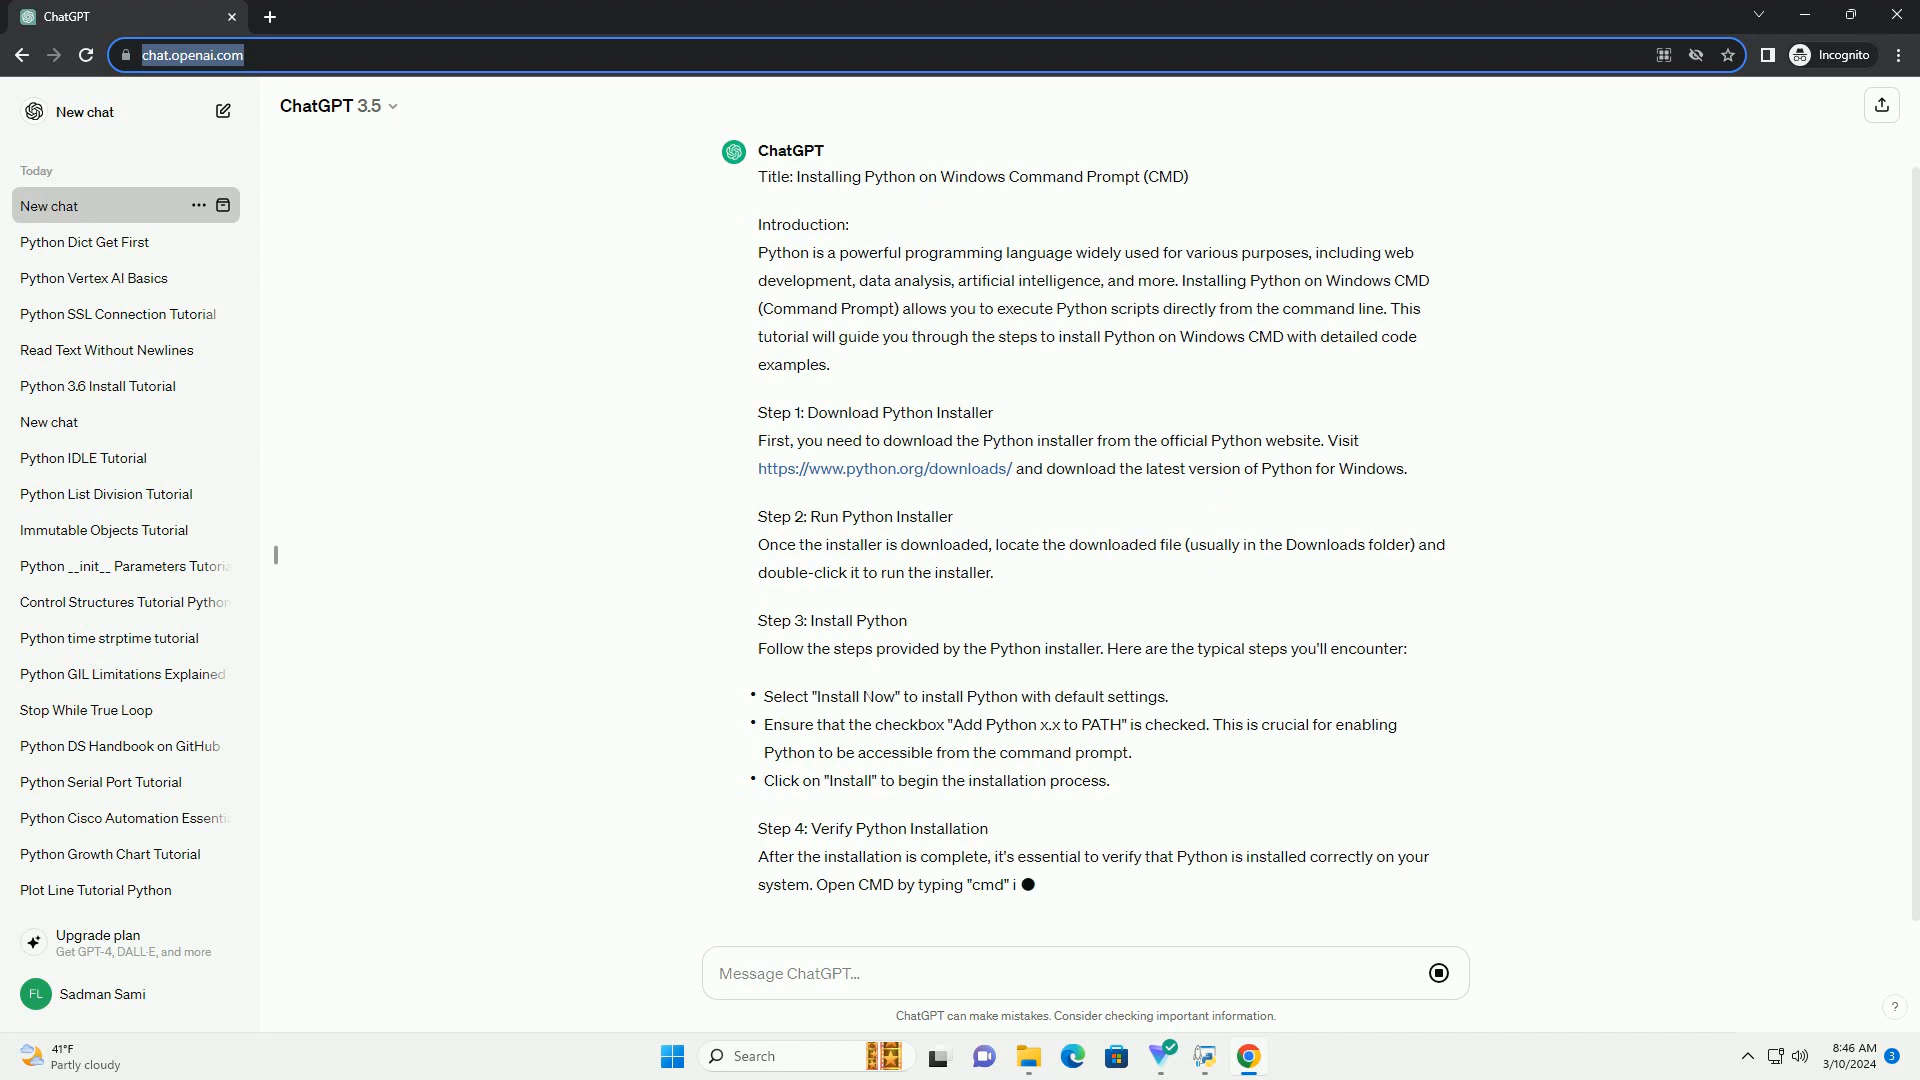 ChatGPT
chat.openai.com
Incognito
New chat
Today
New chat
Python Dict Get First
Python Vertex AI Basics
Python SSL Connection Tutorial
Read Text Without Newlines
Python 3.6 Install Tutorial
New chat
Python IDLE Tutorial
Python List Division Tutorial
Immutable Objects Tutorial
Python __init__ Parameters Tutoria
Control Structures Tutorial Python
Python time strptime tutorial
Python GIL Limitations Explained
Stop While True Loop
Python DS Handbook on GitHub
Python Serial Port Tutorial
Python Cisco Automation Essentia
Python Growth Chart Tutorial
Plot Line Tutorial Python
Upgrade plan
Get GPT-4, DALL·E, and more
FL Sadman Sami
ChatGPT 3.5
ChatGPT
Title: Installing Python on Windows Command Prompt (CMD)
Introduction:
Python is a powerful programming language widely used for various purposes, including web
development, data analysis, artificial intelligence, and more. Installing Python on Windows CMD
(Command Prompt) allows you to execute Python scripts directly from the command line. This
tutorial will guide you through the steps to install Python on Windows CMD with detailed code
examples.
Step 1: Download Python Installer
First, you need to download the Python installer from the official Python website. Visit
https://www.python.org/downloads/ and download the latest version of Python for Windows.
Step 2: Run Python Installer
Once the installer is downloaded, locate the downloaded file (usually in the Downloads folder) and
double-click it to run the installer.
Step 3: Install Python
Follow the steps provided by the Python installer. Here are the typical steps you'll encounter:
• Select "Install Now" to install Python with default settings.
• Ensure that the checkbox "Add Python x.x to PATH" is checked. This is crucial for enabling
Python to be accessible from the command prompt.
• Click on "Install" to begin the installation process.
Step 4: Verify Python Installation
After the installation is complete, it's essential to verify that Python is installed correctly on your
system. Open CMD by typing "cmd" i
Message ChatGPT…
ChatGPT can make mistakes. Consider checking important information.
?
41°F
Partly cloudy
Search
8:46 AM
3/10/2024
3